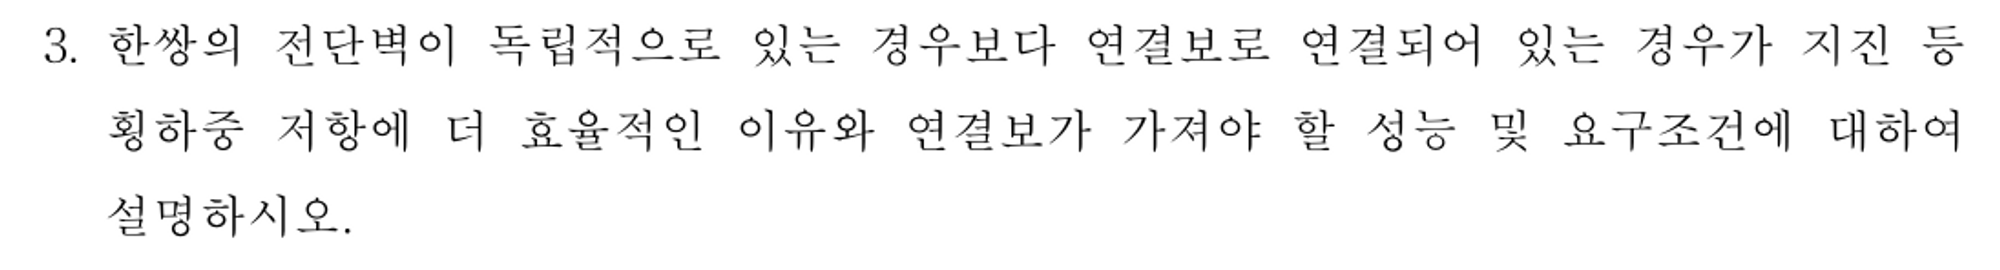 3. 한쌍의 전단벽이 독립적으로 있는 경우보다 연결보로 연결되어 있는 경우가 지진 등
횡하중 저항에 더 효율적인 이유와 연결보가 가져야 할 성능 및 요구조건에 대하여
설명하시오.